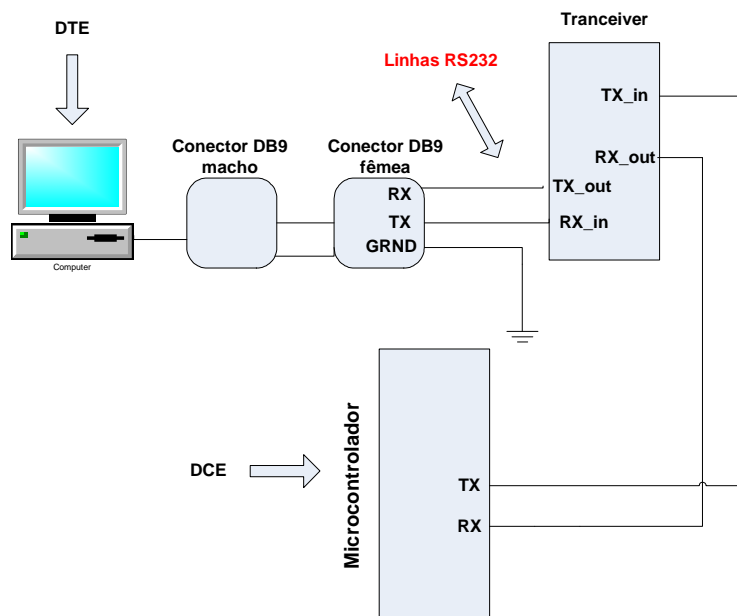 DTE
Tranceiver
Linhas RS232
TX_in
Conector DB9
macho
Conector DB9
fêmea
RX_out
RX
TX_out
TX
RX_in
GRND
Computer
Microcontrolador
DCE
TX
RX